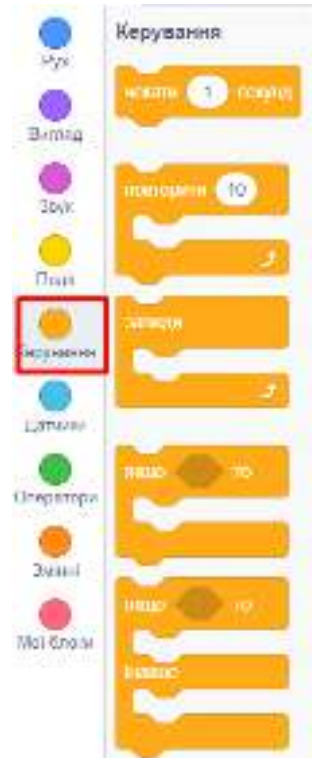 Керування
Рух
чекати 1 секунд
Вигляд
Звук
повторити 10
Події
Керування
завжди
Датчики
якщо то
Оператори
Змінні
якщо то
Мої блоки
інакше